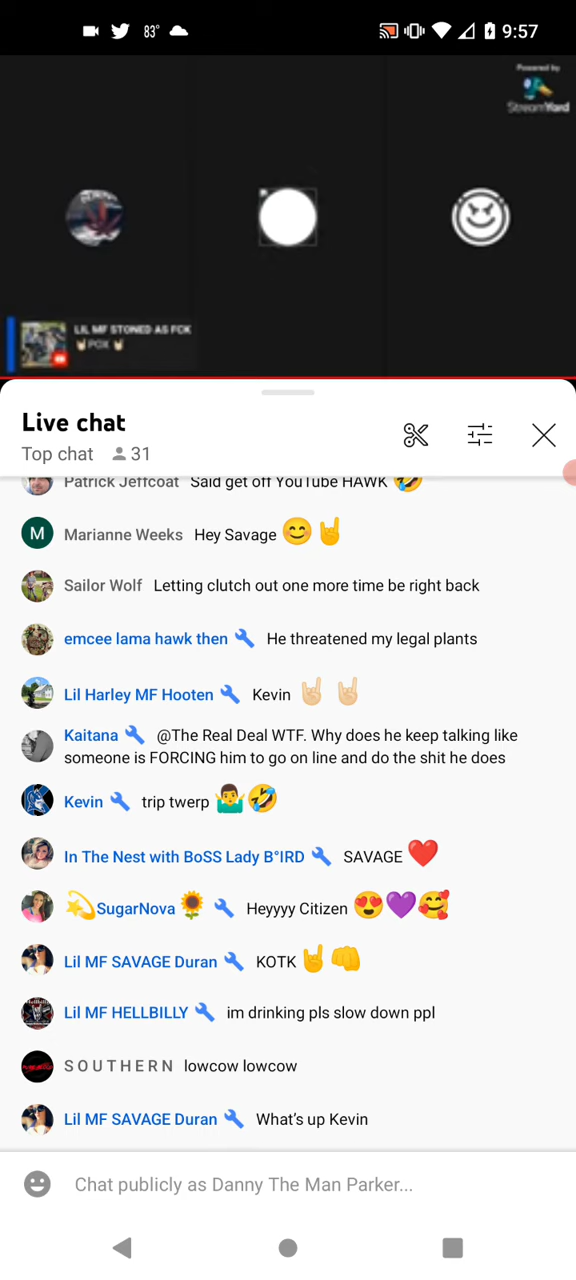 83° 9:57
Powered by
StreamYard
LIL MF STONED AS FCK
🤘🏻POX 🤘🏻
Live chat
Top chat 31
Patrick Jeffcoat Said get off YouTube HAWK 🤣
M Marianne Weeks Hey Savage 😊🤘
Sailor Wolf Letting clutch out one more time be right back
emcee lama hawk then He threatened my legal plants
Lil Harley MF Hooten Kevin 🤘🏻 🤘🏻
Kaitana @The Real Deal WTF. Why does he keep talking like
someone is FORCING him to go on line and do the shit he does
Kevin trip twerp 🤷‍♂️🤣
In The Nest with BoSS Lady B°IRD SAVAGE ❤️
💫SugarNova🌻 Heyyyy Citizen 😍💜🥰
Lil MF SAVAGE Duran KOTK 🤘👊
Lil MF HELLBILLY im drinking pls slow down ppl
S O U T H E R N lowcow lowcow
Lil MF SAVAGE Duran What's up Kevin
Chat publicly as Danny The Man Parker...